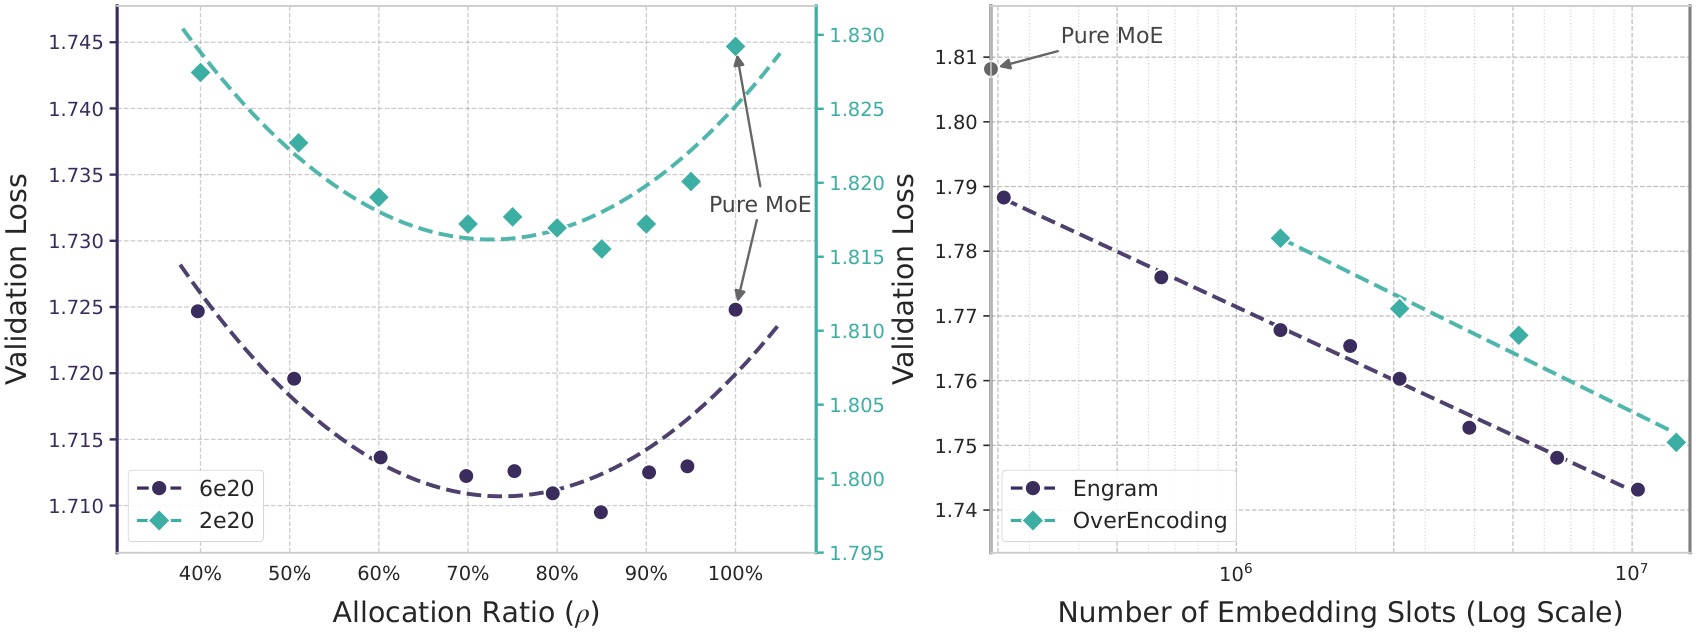 Validation Loss
1.745
1.740
1.735
1.730
1.725
1.720
1.715
1.710
1.830
1.825
1.820
1.815
1.810
1.805
1.800
1.795
Pure MoE
6e20
2e20
40% 50% 60% 70% 80% 90% 100%
Allocation Ratio (ρ)
Validation Loss
1.81
1.80
1.79
1.78
1.77
1.76
1.75
1.74
Pure MoE
Engram
OverEncoding
10⁶ 10⁷
Number of Embedding Slots (Log Scale)